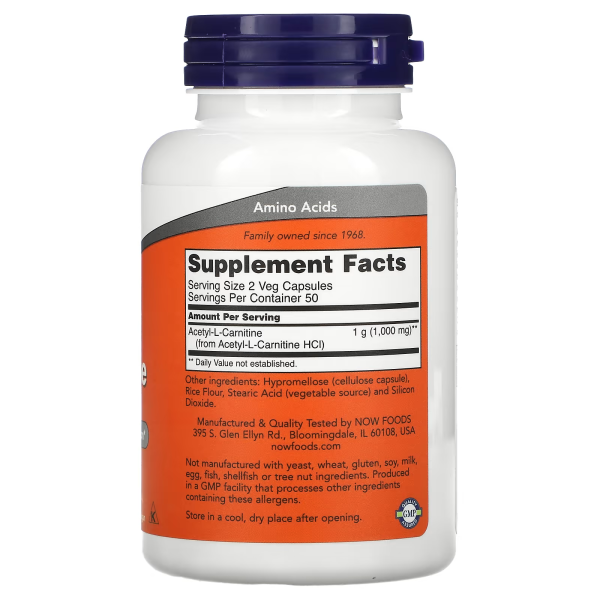 Amino Acids
Family owned since 1968.
Supplement Facts
Serving Size 2 Veg Capsules
Servings Per Container 50
Amount Per Serving
Acetyl-L-Carnitine 1 g (1,000 mg)**
(from Acetyl-L-Carnitine HCl)
** Daily Value not established.
Other ingredients: Hypromellose (cellulose capsule),
Rice Flour, Stearic Acid (vegetable source) and Silicon
Dioxide.
Manufactured & Quality Tested by NOW FOODS
395 S. Glen Ellyn Rd., Bloomingdale, IL 60108, USA
nowfoods.com
Not manufactured with yeast, wheat, gluten, soy, milk,
egg, fish, shellfish or tree nut ingredients. Produced
in a GMP facility that processes other ingredients
containing these allergens.
Store in a cool, dry place after opening.
QUALITY
GMP
ASSURED